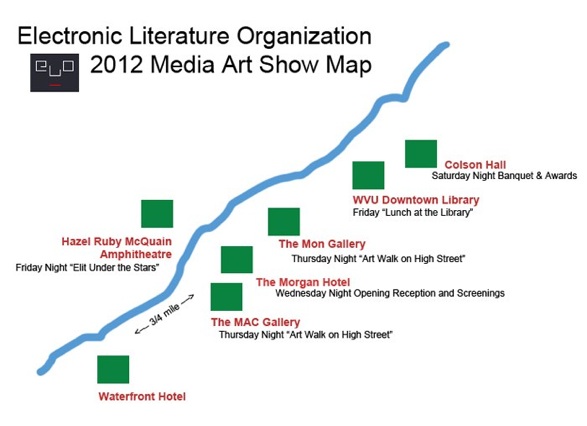 Electronic Literature Organization
2012 Media Art Show Map
euo
Colson Hall
Saturday Night Banquet & Awards
WVU Downtown Library
Friday “Lunch at the Library”
Hazel Ruby McQuain
Amphitheatre
Friday Night “Elit Under the Stars”
The Mon Gallery
Thursday Night “Art Walk on High Street”
The Morgan Hotel
Wednesday Night Opening Reception and Screenings
<-- 3/4 mile -->
The MAC Gallery
Thursday Night “Art Walk on High Street”
Waterfront Hotel